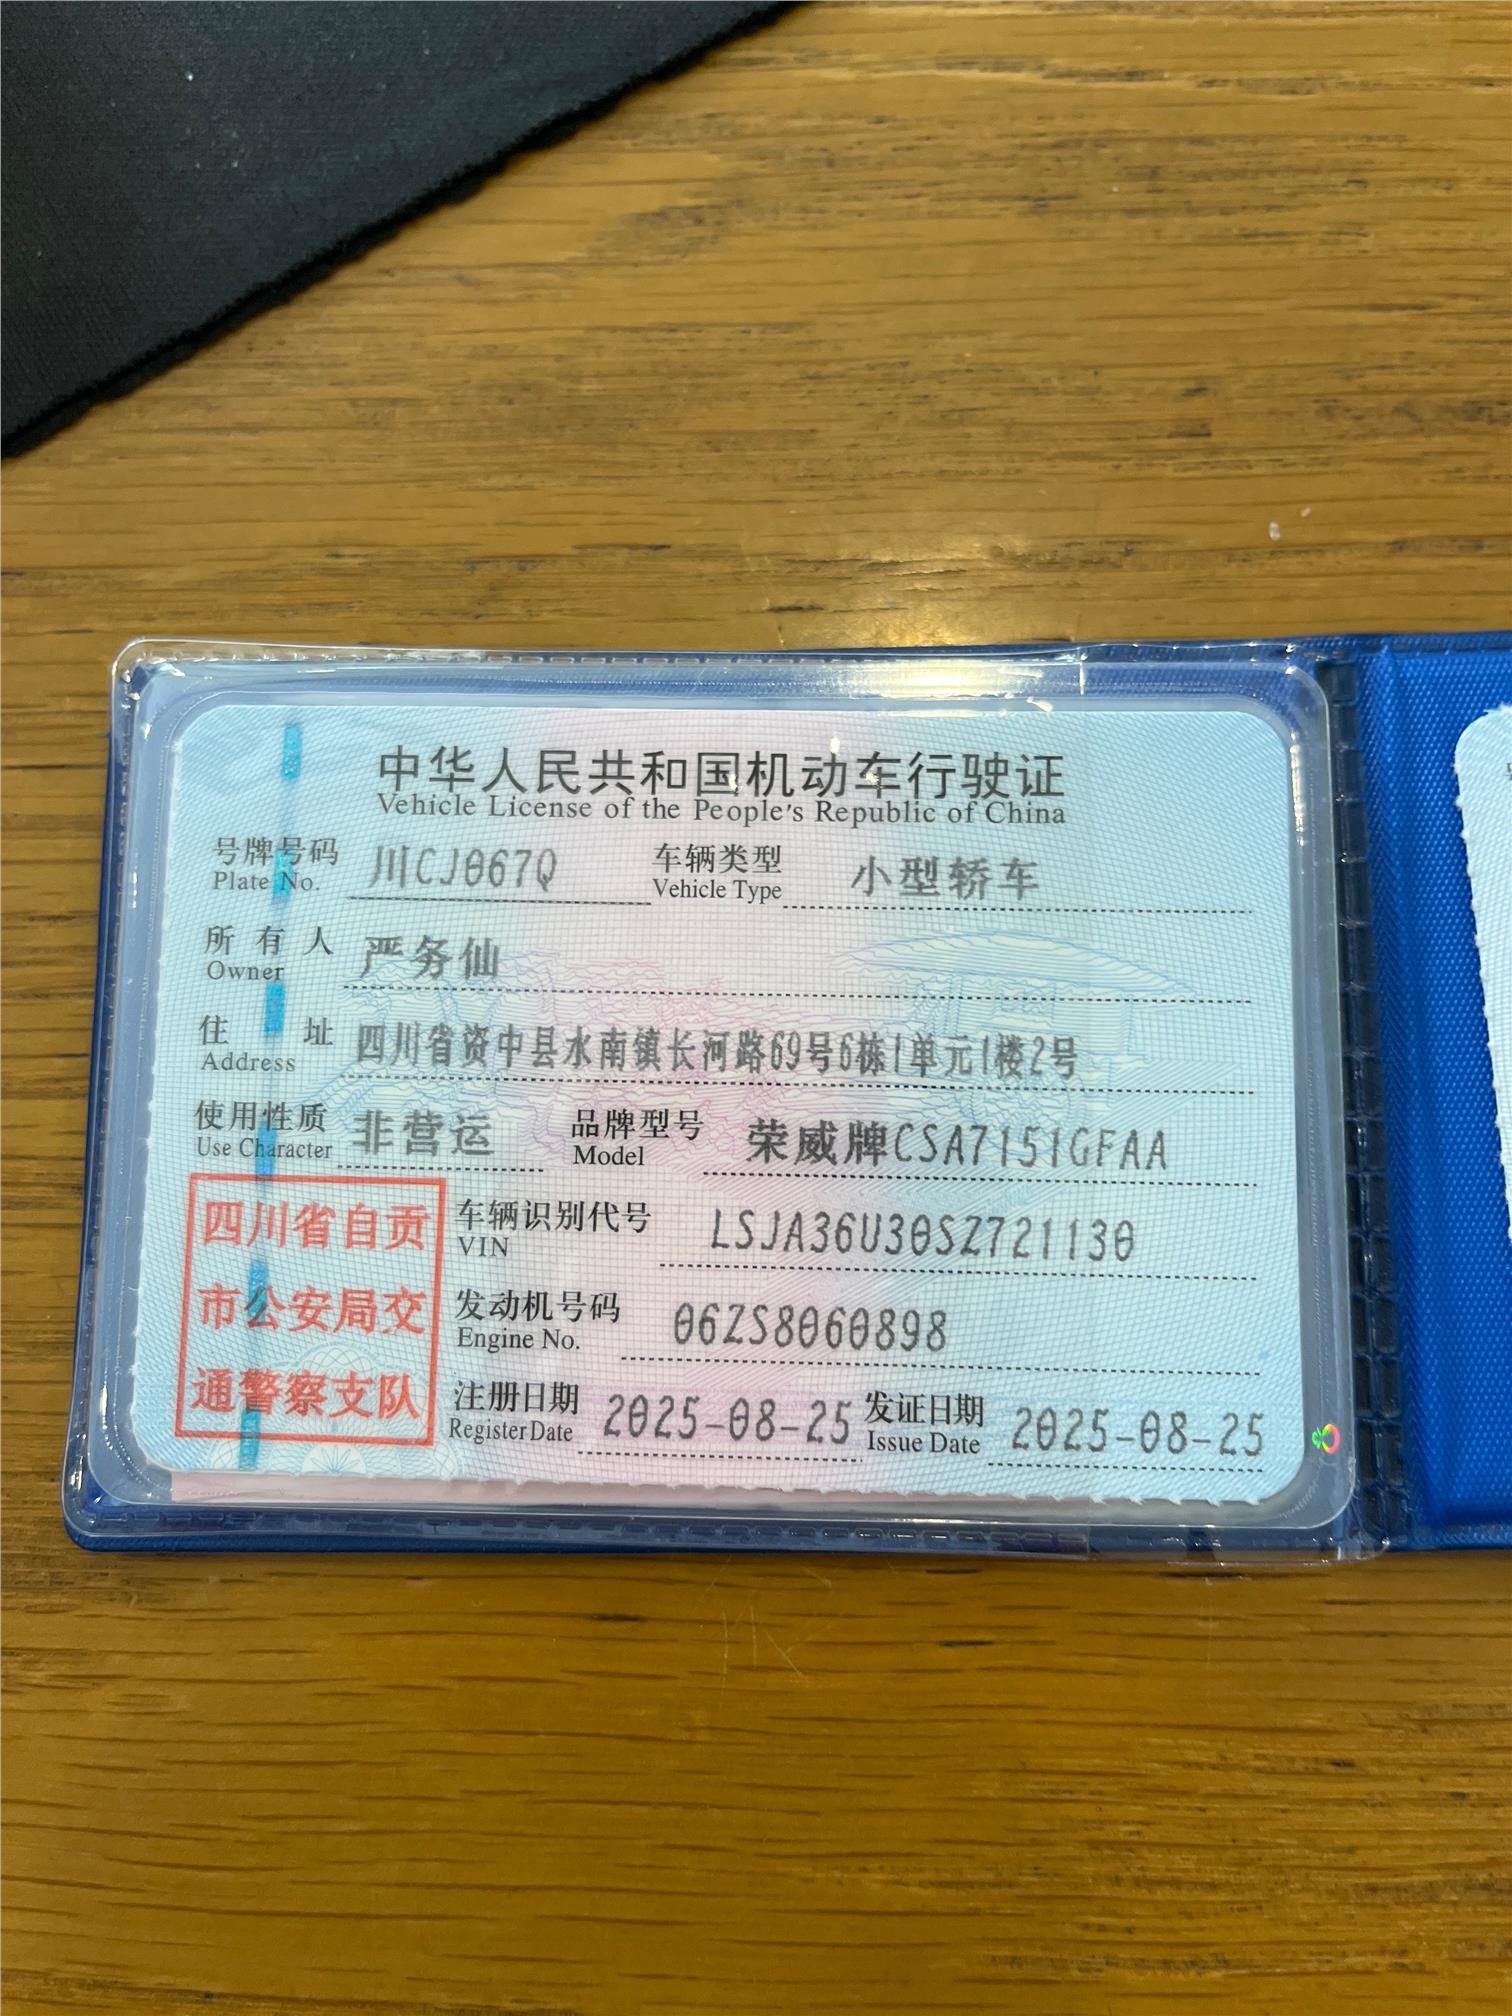 中华人民共和国机动车行驶证
Vehicle License of the People's Republic of China
号牌号码 川CJ067Q 车辆类型 小型轿车
Plate No. Vehicle Type
所有人 严务仙
Owner
住址 四川省资中县水南镇长河路69号6栋1单元1楼2号
Address
使用性质 非营运 品牌型号 荣威牌CSA7151GFAA
Use Character Model
四川省自贡
市公安局交
通警察支队
车辆识别代号 LSJA36U30SZ721130
VIN
发动机号码 06ZS8060898
Engine No.
注册日期 2025-08-25 发证日期 2025-08-25
Register Date Issue Date